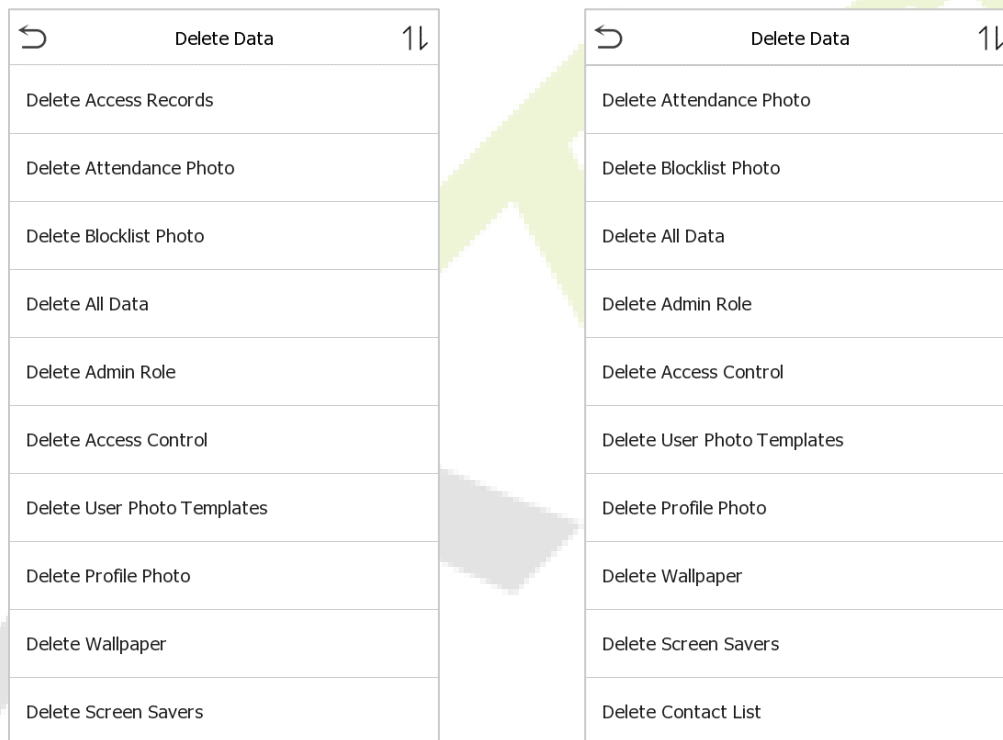 Delete Data
Delete Access Records
Delete Attendance Photo
Delete Blocklist Photo
Delete All Data
Delete Admin Role
Delete Access Control
Delete User Photo Templates
Delete Profile Photo
Delete Wallpaper
Delete Screen Savers
Delete Data
Delete Attendance Photo
Delete Blocklist Photo
Delete All Data
Delete Admin Role
Delete Access Control
Delete User Photo Templates
Delete Profile Photo
Delete Wallpaper
Delete Screen Savers
Delete Contact List